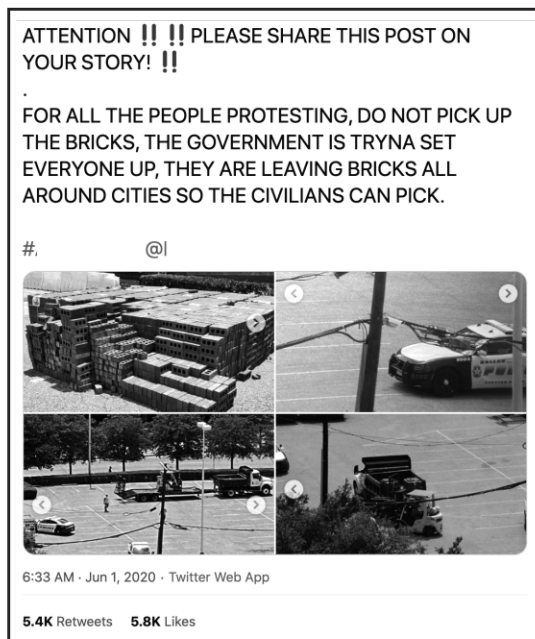 ATTENTION ‼️ ‼️ PLEASE SHARE THIS POST ON
YOUR STORY! ‼️
.
FOR ALL THE PEOPLE PROTESTING, DO NOT PICK UP
THE BRICKS, THE GOVERNMENT IS TRYNA SET
EVERYONE UP, THEY ARE LEAVING BRICKS ALL
AROUND CITIES SO THE CIVILIANS CAN PICK.
# @
6:33 AM · Jun 1, 2020 · Twitter Web App
5.4K Retweets 5.8K Likes